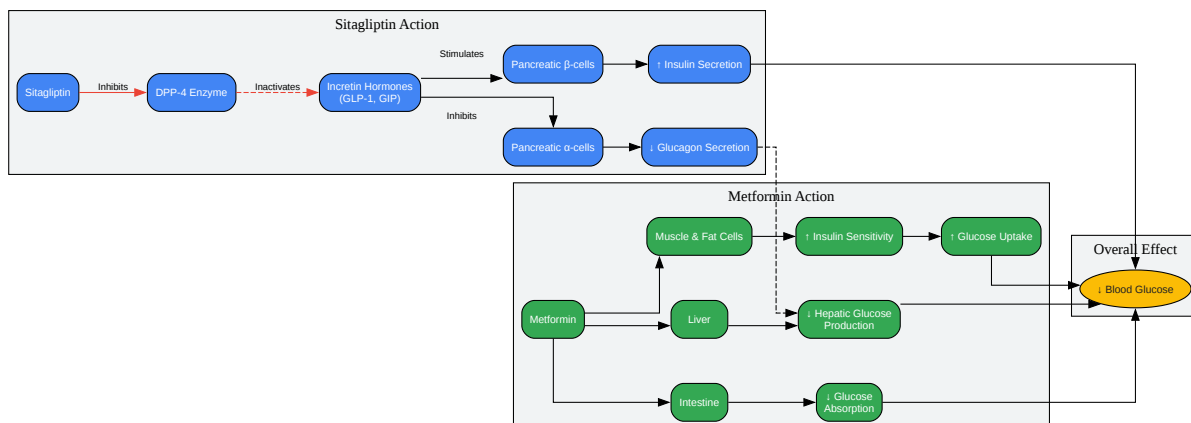 Sitagliptin Action
Sitagliptin
Inhibits
DPP-4 Enzyme
Inactivates
Incretin Hormones
(GLP-1, GIP)
Stimulates
Pancreatic β-cells
↑ Insulin Secretion
Inhibits
Pancreatic α-cells
↓ Glucagon Secretion
Metformin Action
Muscle & Fat Cells
↑ Insulin Sensitivity
↑ Glucose Uptake
Metformin
Liver
↓ Hepatic Glucose
Production
Intestine
↓ Glucose
Absorption
Overall Effect
↓ Blood Glucose